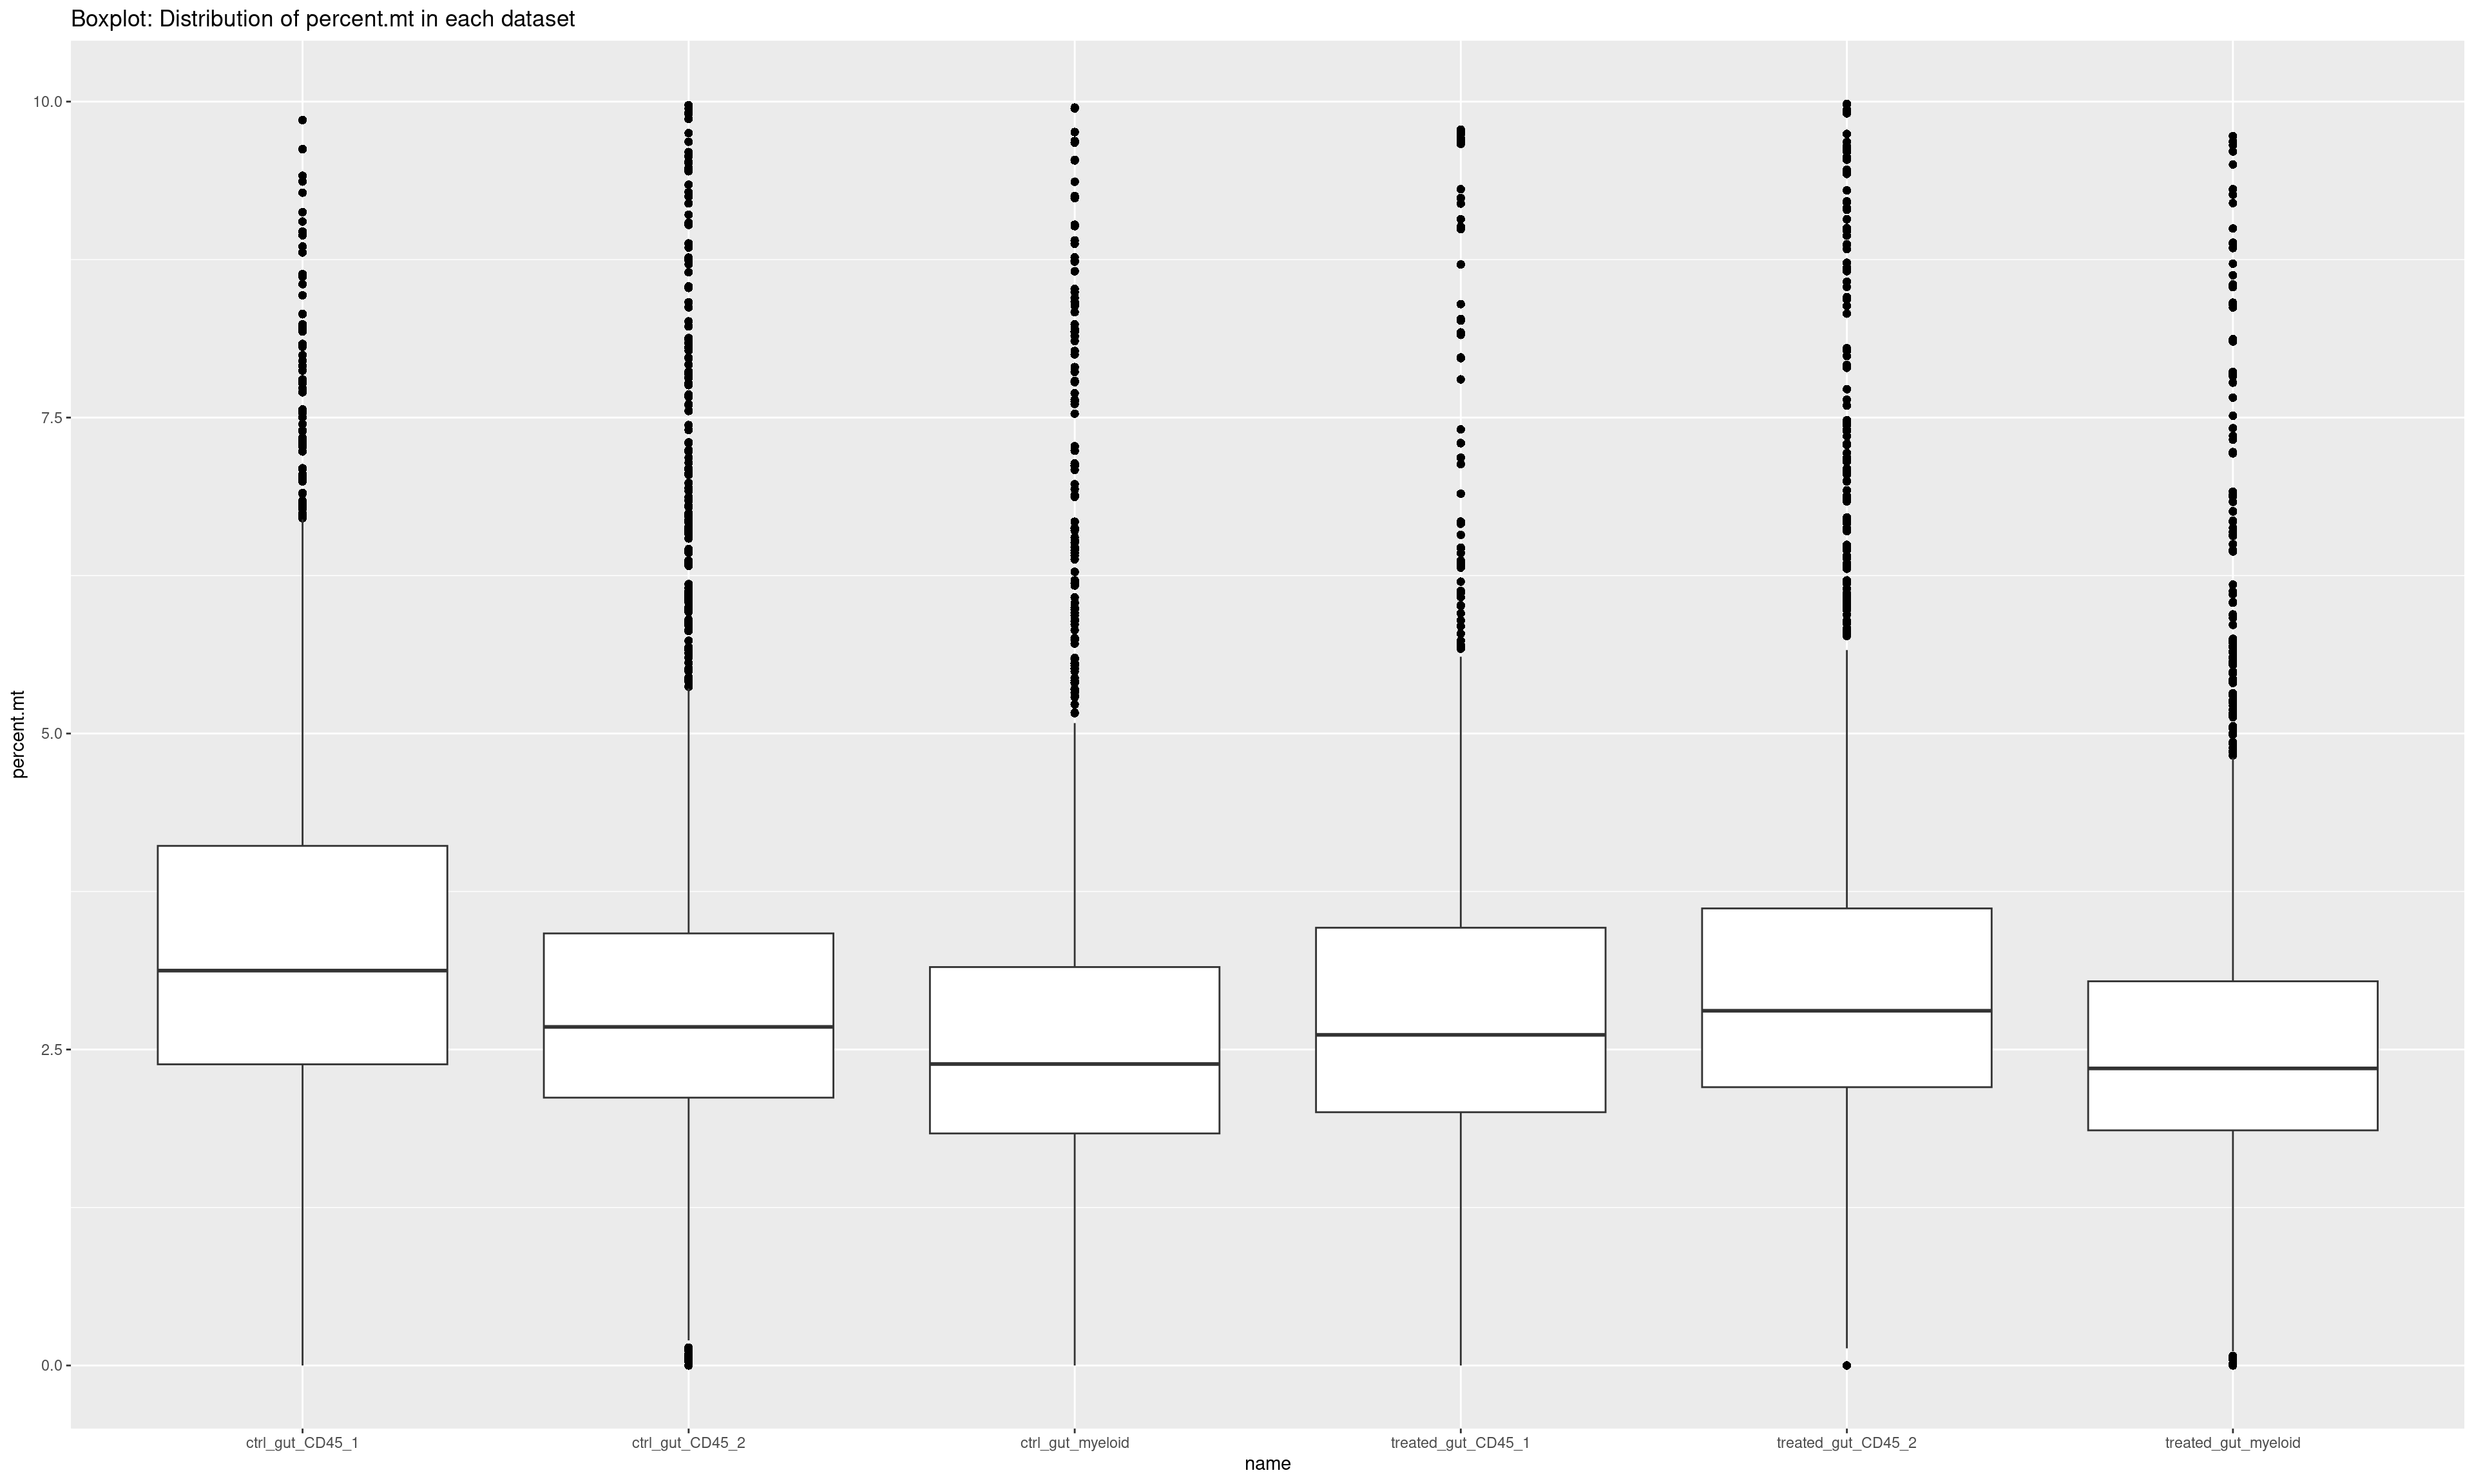 Boxplot: Distribution of percent.mt in each dataset
10.0
7.5
5.0
2.5
0.0
percent.mt
ctrl_gut_CD45_1 ctrl_gut_CD45_2 ctrl_gut_myeloid treated_gut_CD45_1 treated_gut_CD45_2 treated_gut_myeloid
name